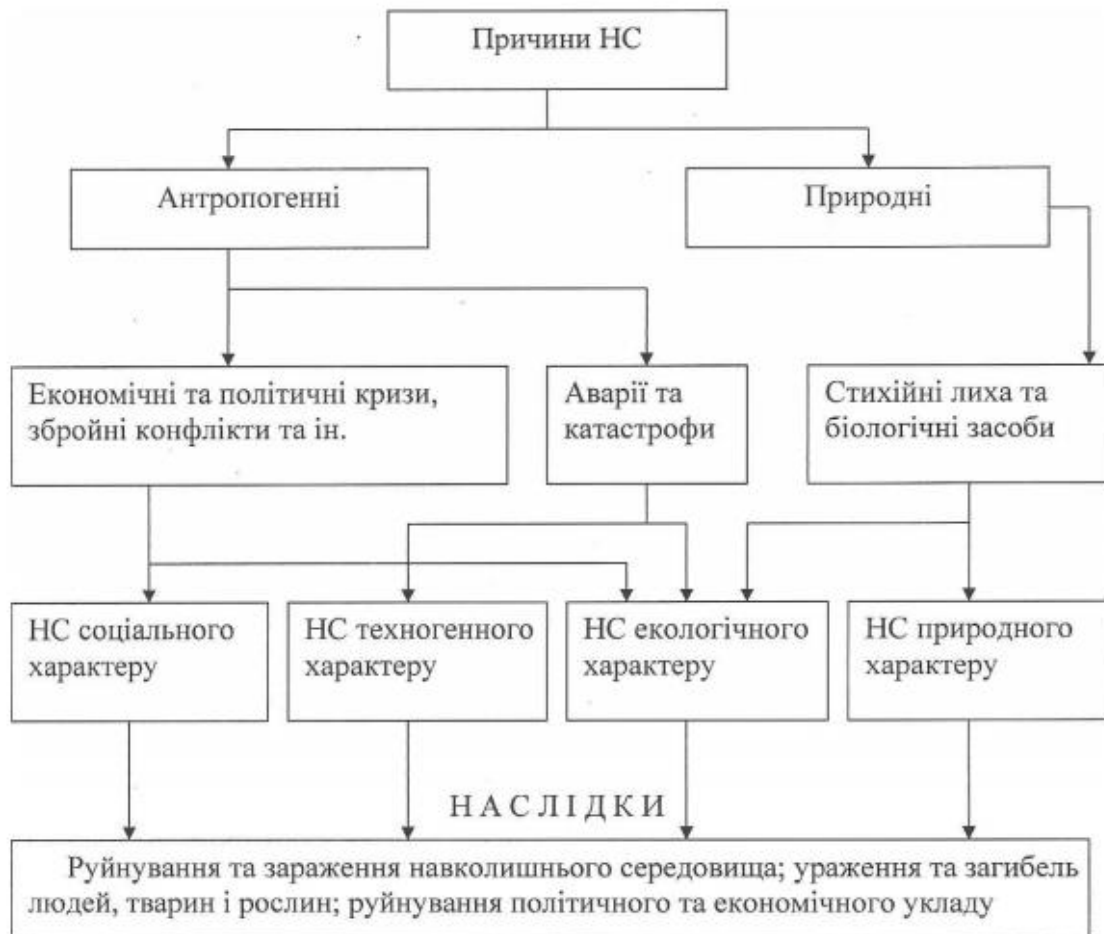 Причини НС
Антропогенні
Природні
Економічні та політичні кризи,
збройні конфлікти та ін.
Аварії та
катастрофи
Стихійні лиха та
біологічні засоби
НС соціального
характеру
НС техногенного
характеру
НС екологічного
характеру
НС природного
характеру
Н А С Л І Д К И
Руйнування та зараження навколишнього середовища; ураження та загибель
людей, тварин і рослин; руйнування політичного та економічного укладу